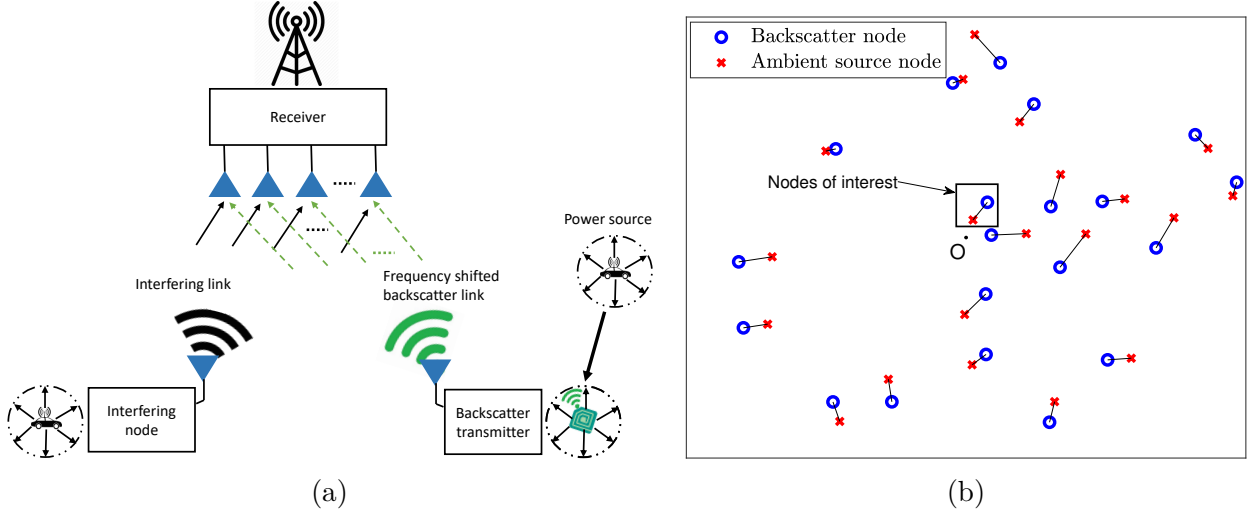 Receiver
Power source
Interfering link
Frequency shifted
backscatter link
Interfering
node
Backscatter
transmitter
(a)
Backscatter node
Ambient source node
Nodes of interest
O
(b)